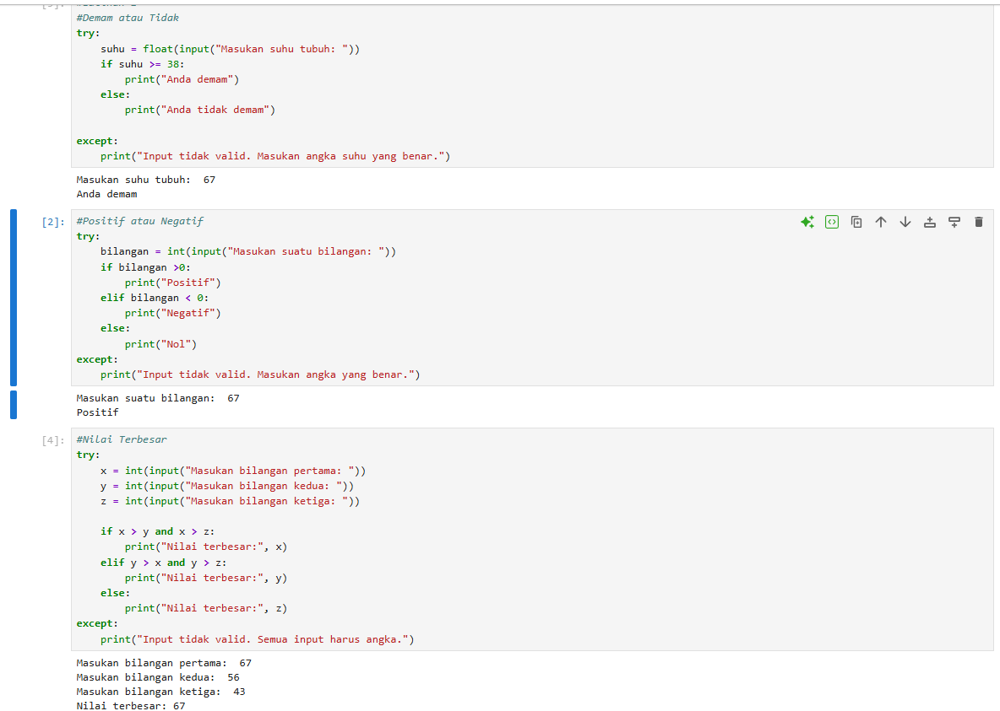 #Demam atau Tidak
try:
    suhu = float(input("Masukan suhu tubuh: "))
    if suhu >= 38:
        print("Anda demam")
    else:
        print("Anda tidak demam")
except:
    print("Input tidak valid. Masukan angka suhu yang benar.")
Masukan suhu tubuh:  67
Anda demam
[2]:
#Positif atau Negatif
try:
    bilangan = int(input("Masukan suatu bilangan: "))
    if bilangan >0:
        print("Positif")
    elif bilangan < 0:
        print("Negatif")
    else:
        print("Nol")
except:
    print("Input tidak valid. Masukan angka yang benar.")
Masukan suatu bilangan:  67
Positif
[4]:
#Nilai Terbesar
try:
    x = int(input("Masukan bilangan pertama: "))
    y = int(input("Masukan bilangan kedua: "))
    z = int(input("Masukan bilangan ketiga: "))
    if x > y and x > z:
        print("Nilai terbesar:", x)
    elif y > x and y > z:
        print("Nilai terbesar:", y)
    else:
        print("Nilai terbesar:", z)
except:
    print("Input tidak valid. Semua input harus angka.")
Masukan bilangan pertama:  67
Masukan bilangan kedua:  56
Masukan bilangan ketiga:  43
Nilai terbesar: 67